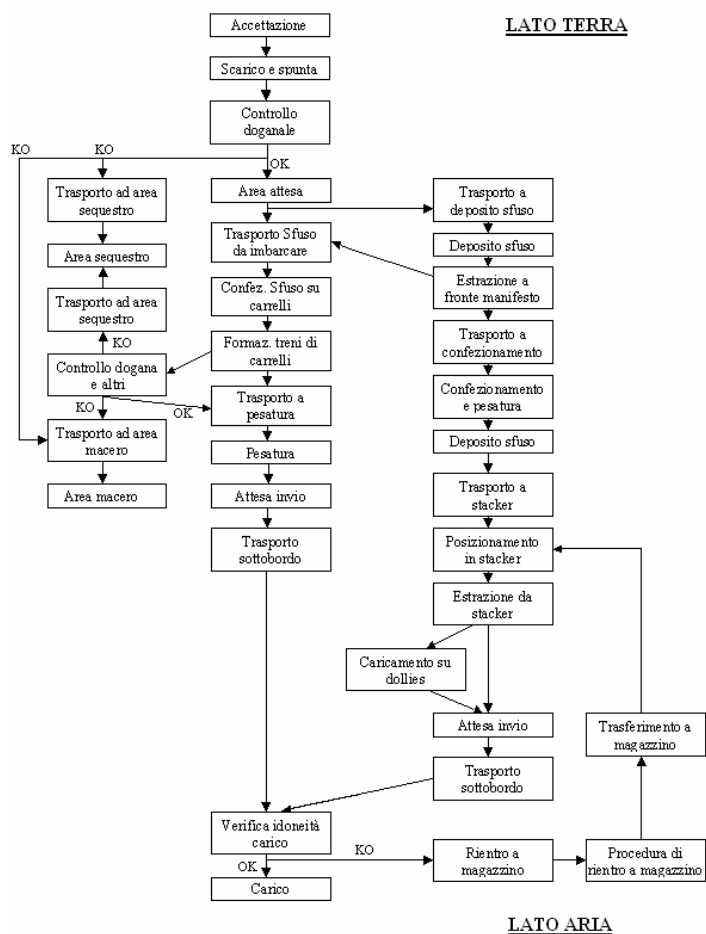 LATO TERRA
Accettazione
Scarico e spunta
Controllo
doganale
KO
KO
OK
Trasporto ad area
sequestro
Area sequestro
Trasporto ad area
sequestro
KO
Controllo dogana
e altri
KO
OK
Trasporto ad area
macero
Area macero
Area attesa
Trasporto Sfuso
da imbarcare
Confez. Sfuso su
carrelli
Formaz. treni di
carrelli
Trasporto a
pesatura
Pesatura
Attesa invio
Trasporto
sottobordo
Trasporto a
deposito sfuso
Deposito sfuso
Estrazione a
fronte manifesto
Trasporto a
confezionamento
Confezionamento
e pesatura
Deposito sfuso
Trasporto a
stacker
Posizionamento
in stacker
Estrazione da
stacker
Caricamento su
dollies
Attesa invio
Trasporto
sottobordo
Trasferimento a
magazzino
Verifica idoneità
carico
KO
OK
Carico
Rientro a
magazzino
Procedura di
rientro a magazzino
LATO ARIA